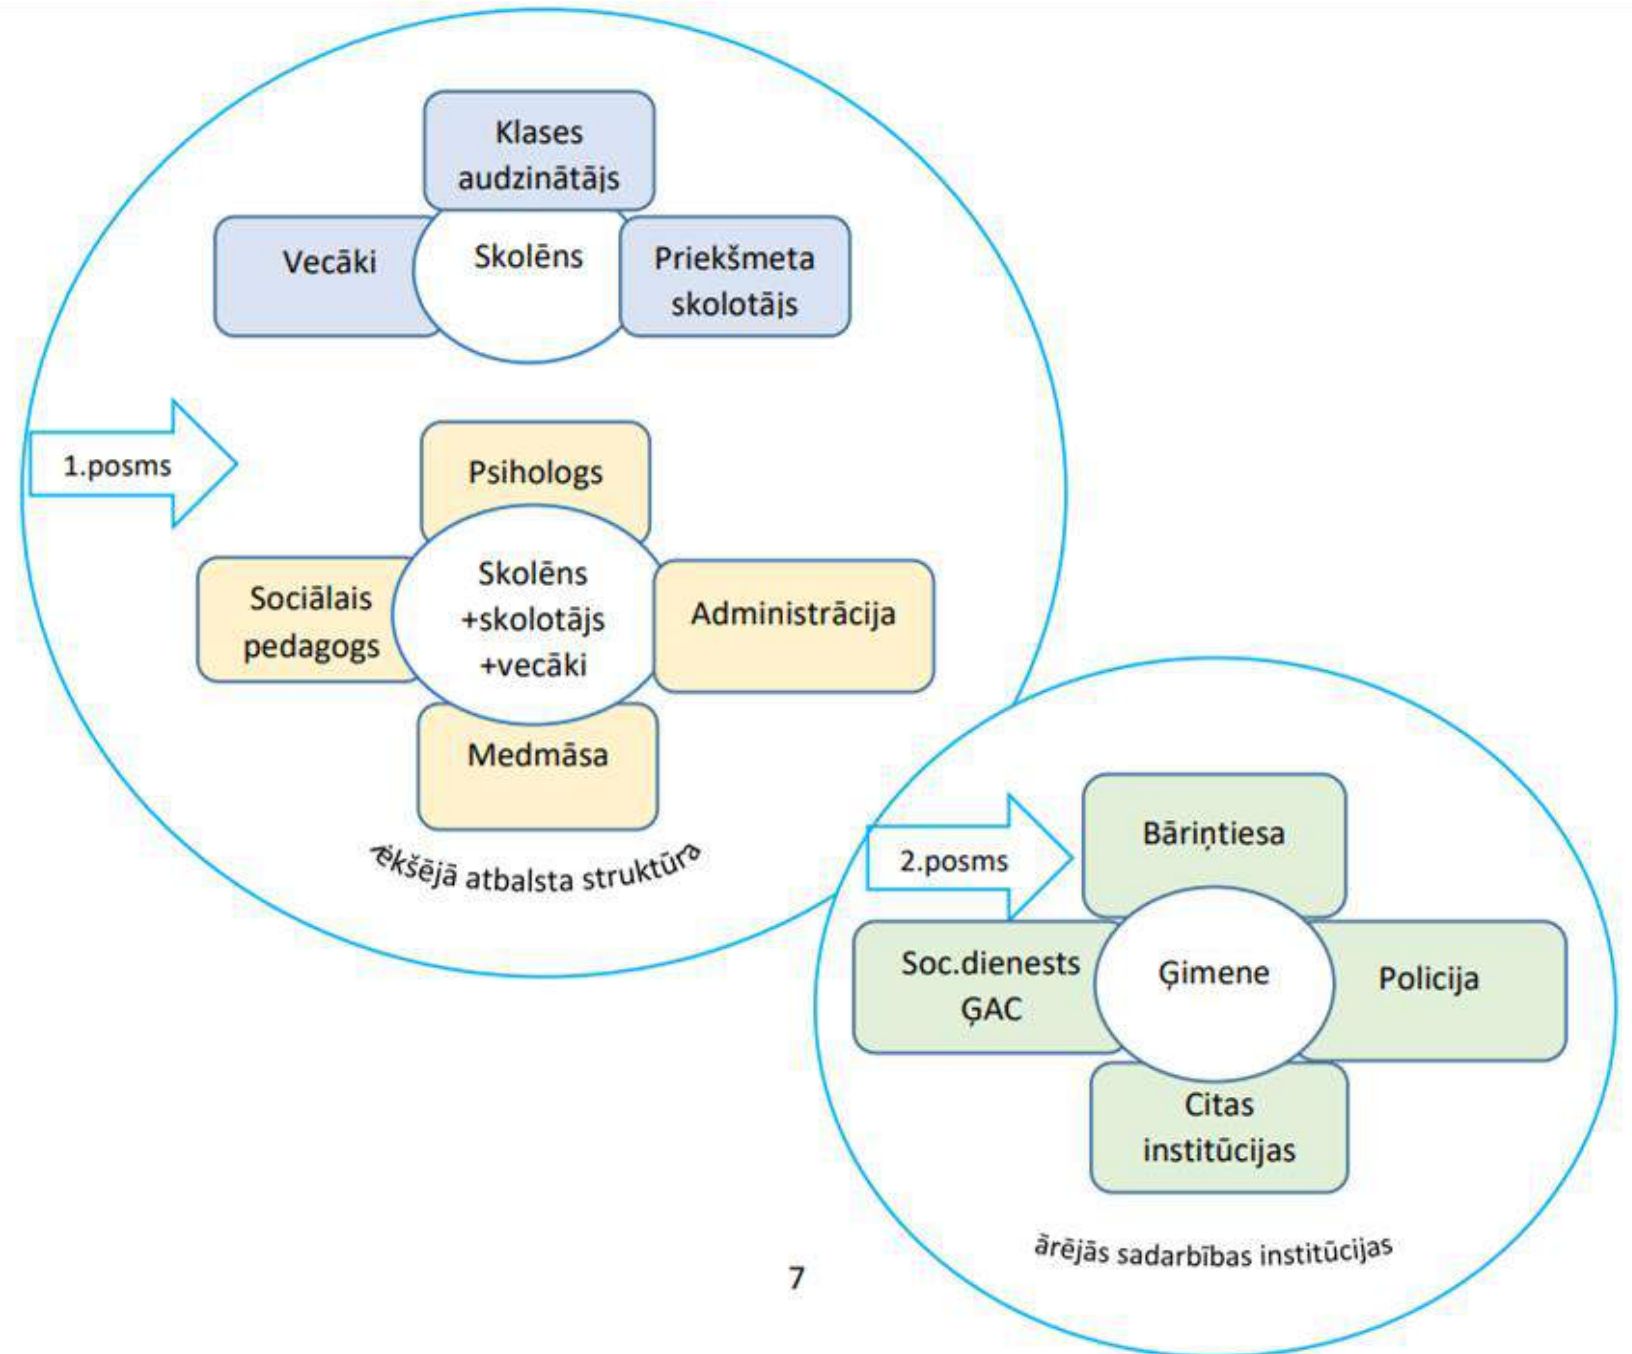 Klases
audzinātājs
Vecāki
Skolēns
Priekšmeta
skolotājs
1.posms
Psihologs
Sociālais
pedagogs
Skolēns
+skolotājs
+vecāki
Administrācija
Medmāsa
atbalsta struktūra
2.posms
Bāriņtiesa
Soc.dienests
ĢAC
Ģimene
Policija
Citas
institūcijas
ārējās sadarbības institūcijas
7